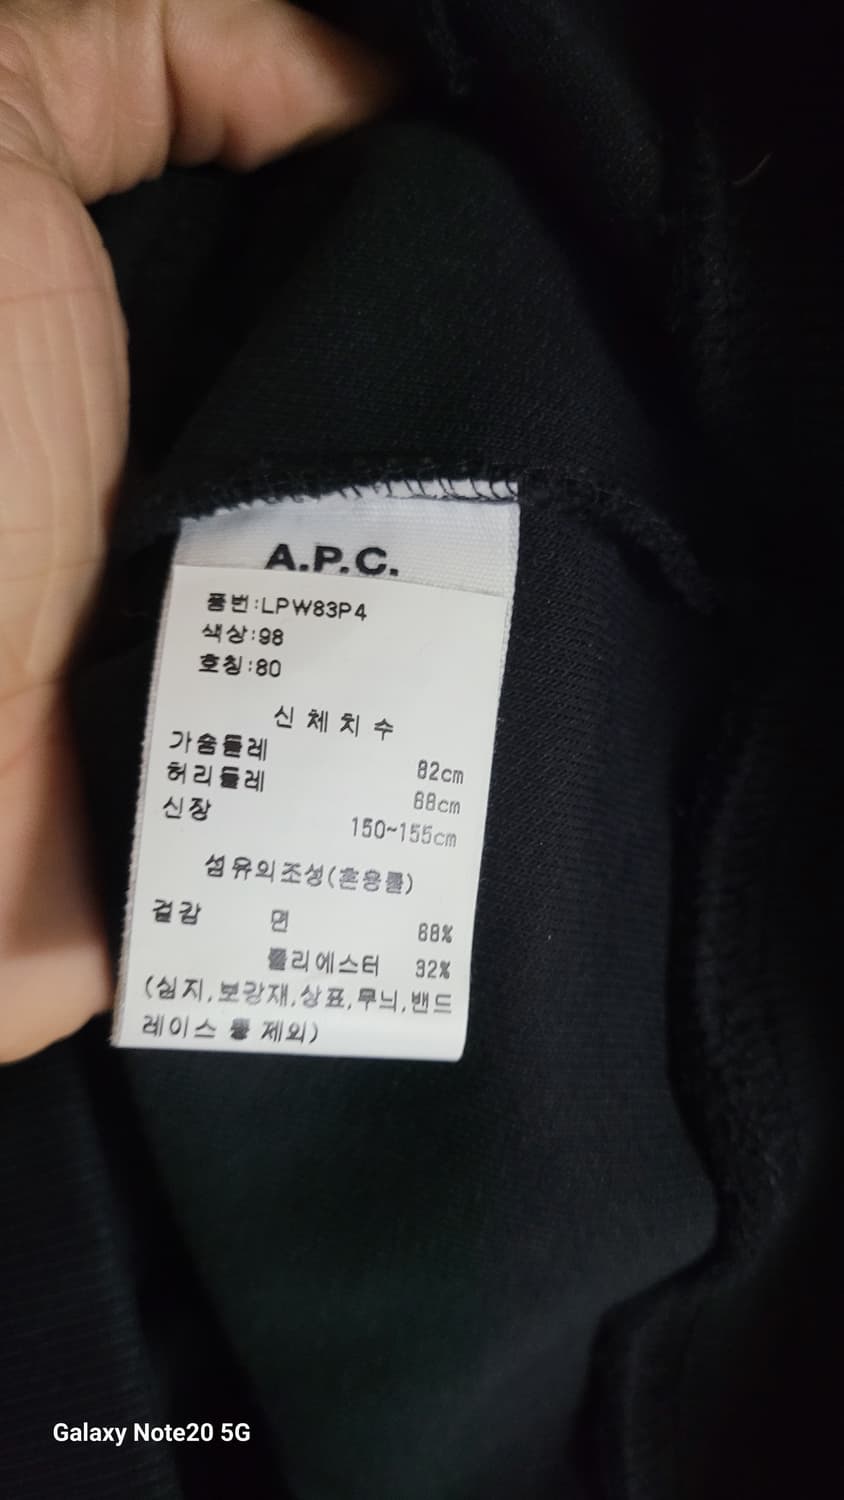 A.P.C.
품번:LPW83P4
색상:98
호칭:80
신체치수
가슴둘레 82cm
허리둘레 68cm
신장 150~155cm
섬유의조성(혼용률)
겉감 면 68%
폴리에스터 32%
(심지,보강재,상표,무늬,밴드
레이스 등 제외)
Galaxy Note20 5G